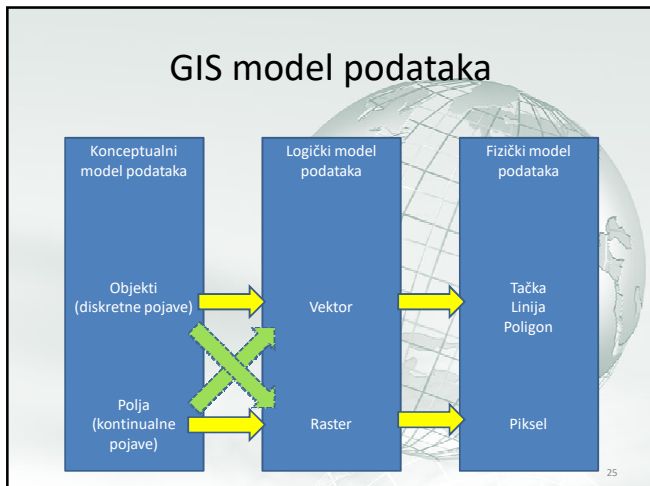 GIS model podataka
Konceptualni
model podataka
Objekti
(diskretne pojave)
Polja
(kontinualne
pojave)
Logički model
podataka
Vektor
Raster
Fizički model
podataka
Tačka
Linija
Poligon
Piksel
25